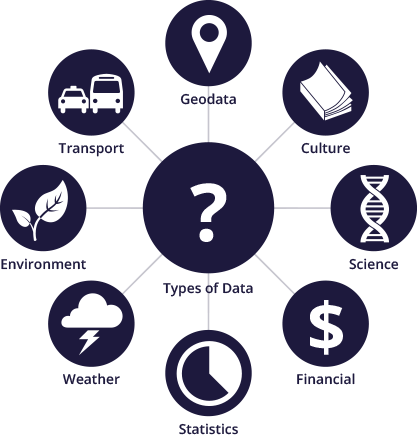 Geodata
Transport
Culture
?
Environment
Science
Types of Data
$
Weather
Financial
Statistics